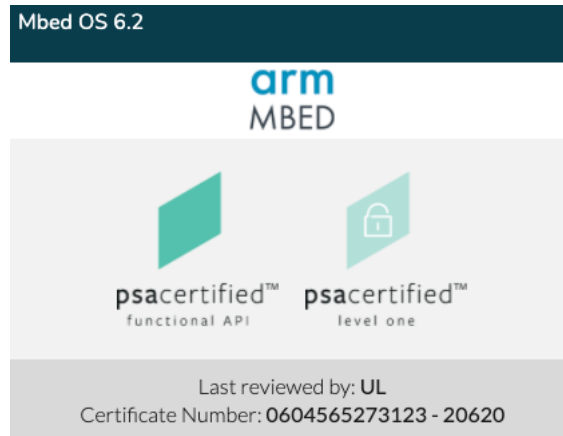 Mbed OS 6.2
arm
MBED
psacertified™ psacertified™
functional API level one
Last reviewed by: UL
Certificate Number: 0604565273123 - 20620